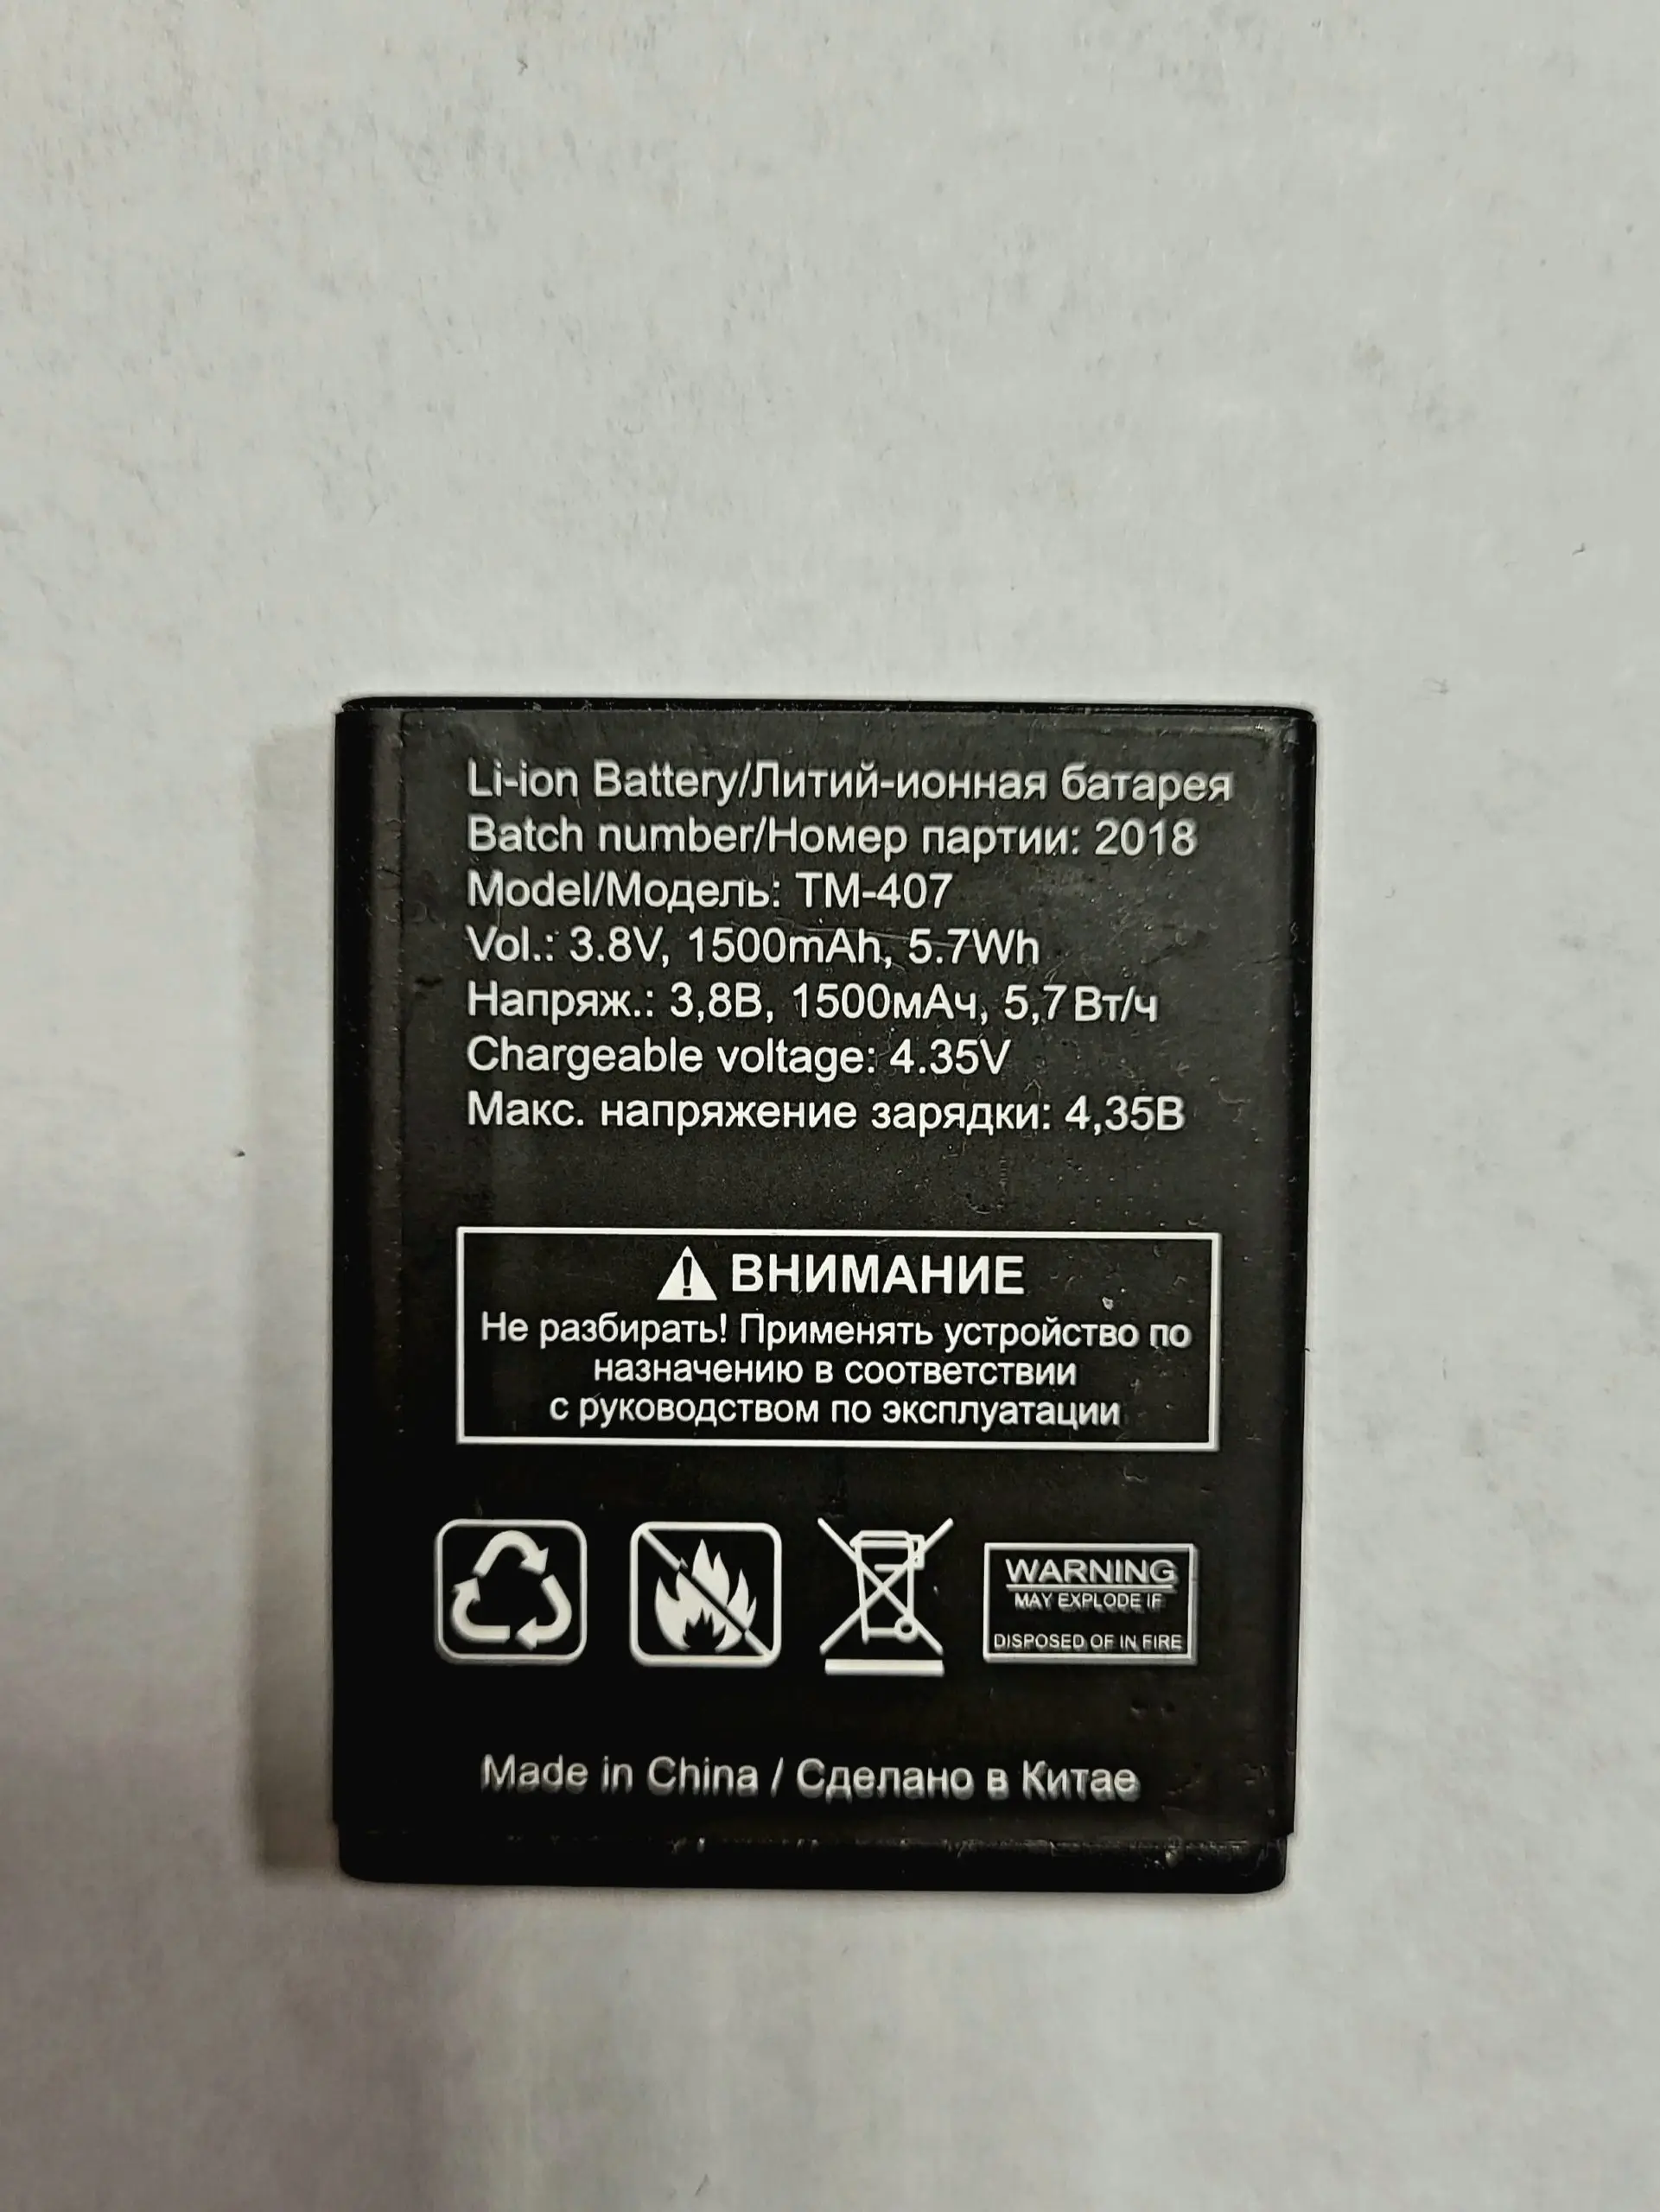 Li-ion Battery/Литий-ионная батарея
Batch number/Номер партии: 2018
Model/Модель: TM-407
Vol.: 3.8V, 1500mAh, 5.7Wh
Напряж.: 3,8В, 1500мАч, 5,7Вт/ч
Chargeable voltage: 4.35V
Макс. напряжение зарядки: 4,35В
ВНИМАНИЕ
Не разбирать! Применять устройство по
назначению в соответствии
с руководством по эксплуатации
WARNING
MAY EXPLODE IF
DISPOSED OF IN FIRE
Made in China / Сделано в Китае